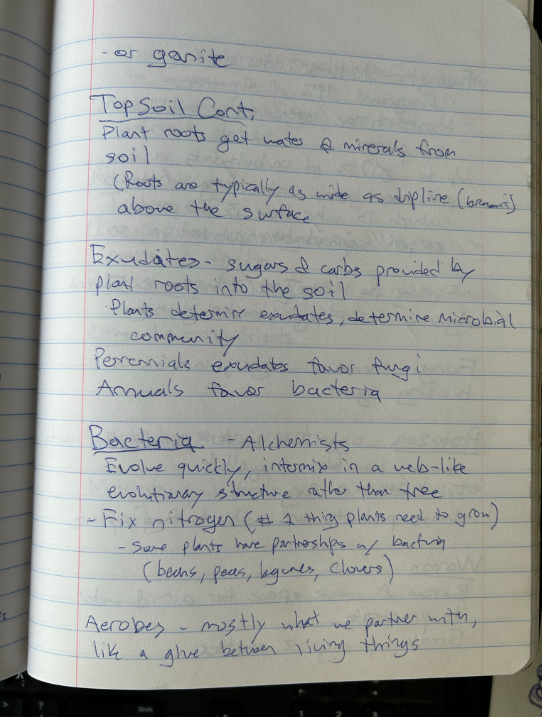 - or ganite
Top Soil Cont.
Plant roots get water & minerals from
soil
(Roots are typically as wide as dripline (branches)
above the surface
Exudates - sugars & carbs provided by
plant roots into the soil
Plants determine exudates, determine microbial
community
Perennials exudates favor fungi
Annuals favor bacteria
Bacteria - Alchemists
Evolve quickly, intermix in a web-like
evolutionary structure rather than tree
- Fix nitrogen (# 1 thing plants need to grow)
- Some plants have partnerships w/ bacteria
(beans, peas, legumes, clovers)
Aerobes - mostly what we partner with,
like a glue between living things
Shift